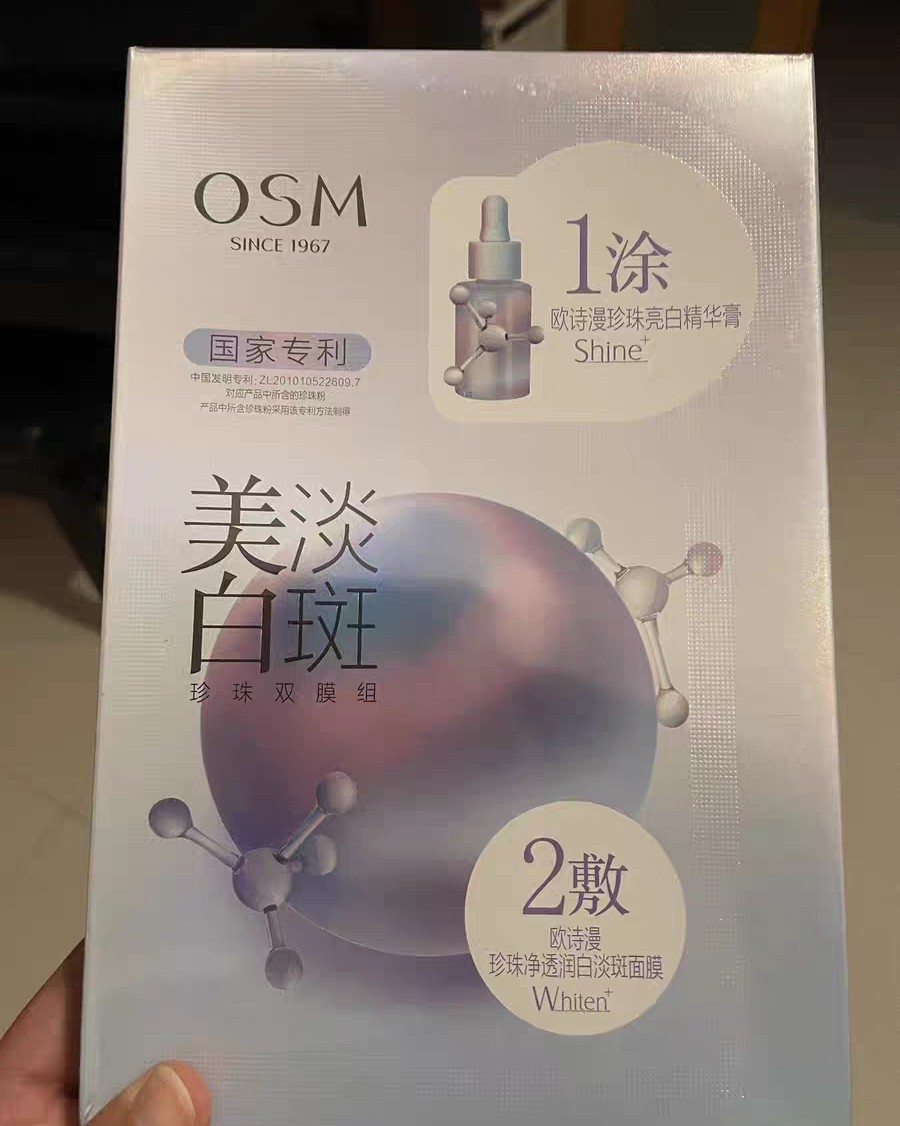 OSM
SINCE 1967
国家专利
中国发明专利:ZL201010522609.7
对应产品中所含的珍珠粉
产品中所含珍珠粉采用该专利方法制得
1涂
欧诗漫珍珠亮白精华膏
Shine+
美白
淡斑
珍珠双膜组
2敷
欧诗漫
珍珠净透润白淡斑面膜
Whiten+